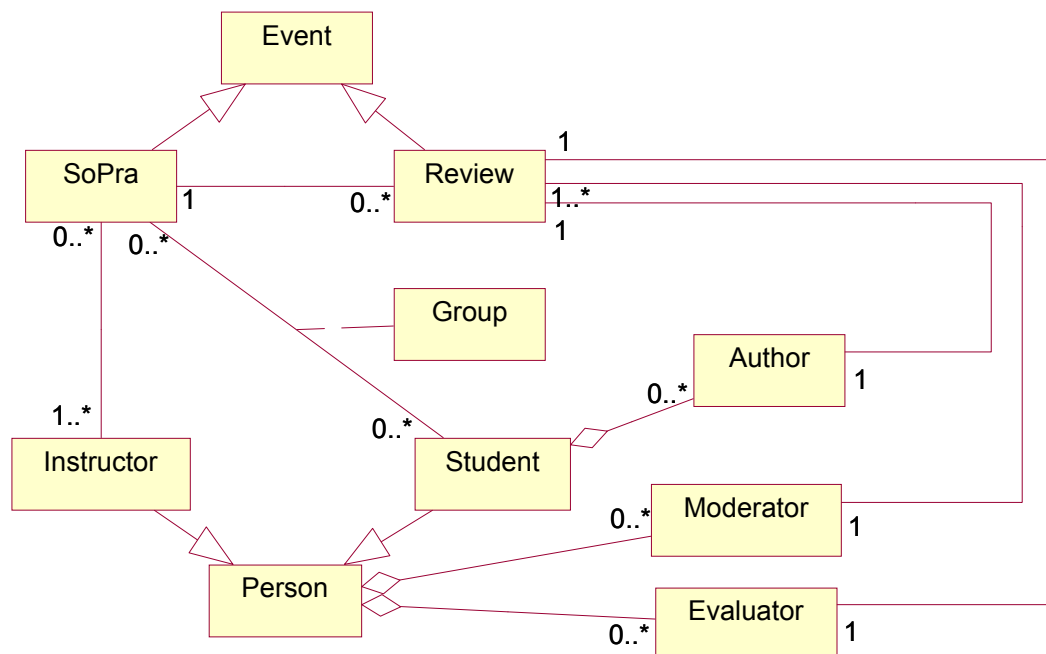 Event
1
SoPra
Review
1
0..*
1..*
1
0..*
0..*
Group
Author
0..*
1
1..*
0..*
Instructor
Student
Moderator
0..*
1
Person
Evaluator
0..*
1